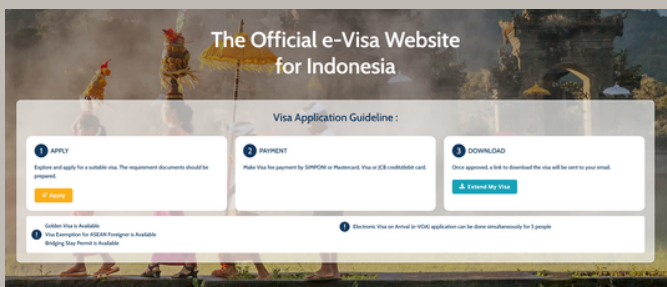 The Official e-Visa Website
for Indonesia
Visa Application Guideline :
1 APPLY
Explore and apply for a suitable visa. The requirement documents should be
prepared.
Apply
2 PAYMENT
Make Visa fee payment by SIMPONI or Mastercard, Visa or JCB credit/debit card.
3 DOWNLOAD
Once approved, a link to download the visa will be sent to your email.
Extend My Visa
Golden Visa is Available
Visa Exemption for ASEAN Foreigner is Available
Bridging Stay Permit is Available
Electronic Visa on Arrival (e-VOA) application can be done simultaneously for 5 people